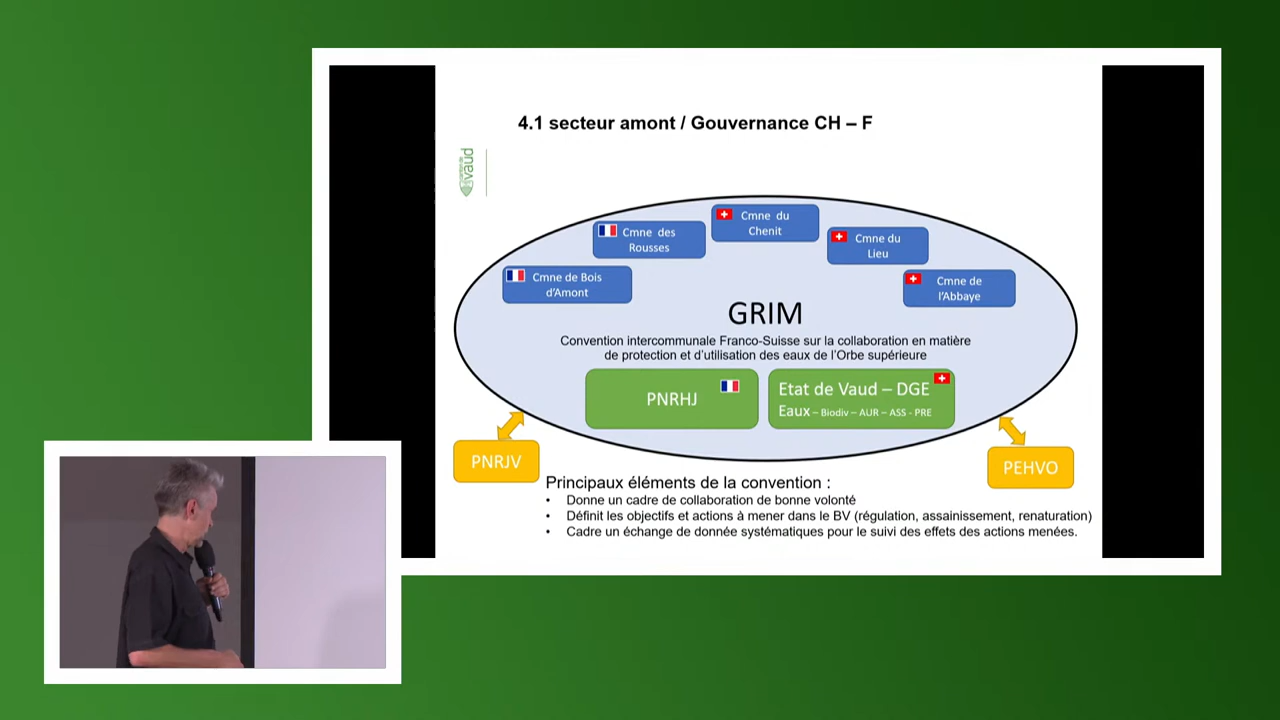 4.1 secteur amont / Gouvernance CH – F
vaud
Cmne du
Chenit
Cmne des
Rousses
Cmne du
Lieu
Cmne de Bois
d'Amont
Cmne de
l'Abbaye
GRIM
Convention intercommunale Franco-Suisse sur la collaboration en matière
de protection et d'utilisation des eaux de l'Orbe supérieure
PNRHJ
Etat de Vaud – DGE
Eaux – Biodiv – AUR – ASS - PRE
PNRJV
PEHVO
Principaux éléments de la convention :
• Donne un cadre de collaboration de bonne volonté
• Définit les objectifs et actions à mener dans le BV (régulation, assainissement, renaturation)
• Cadre un échange de donnée systématiques pour le suivi des effets des actions menées.